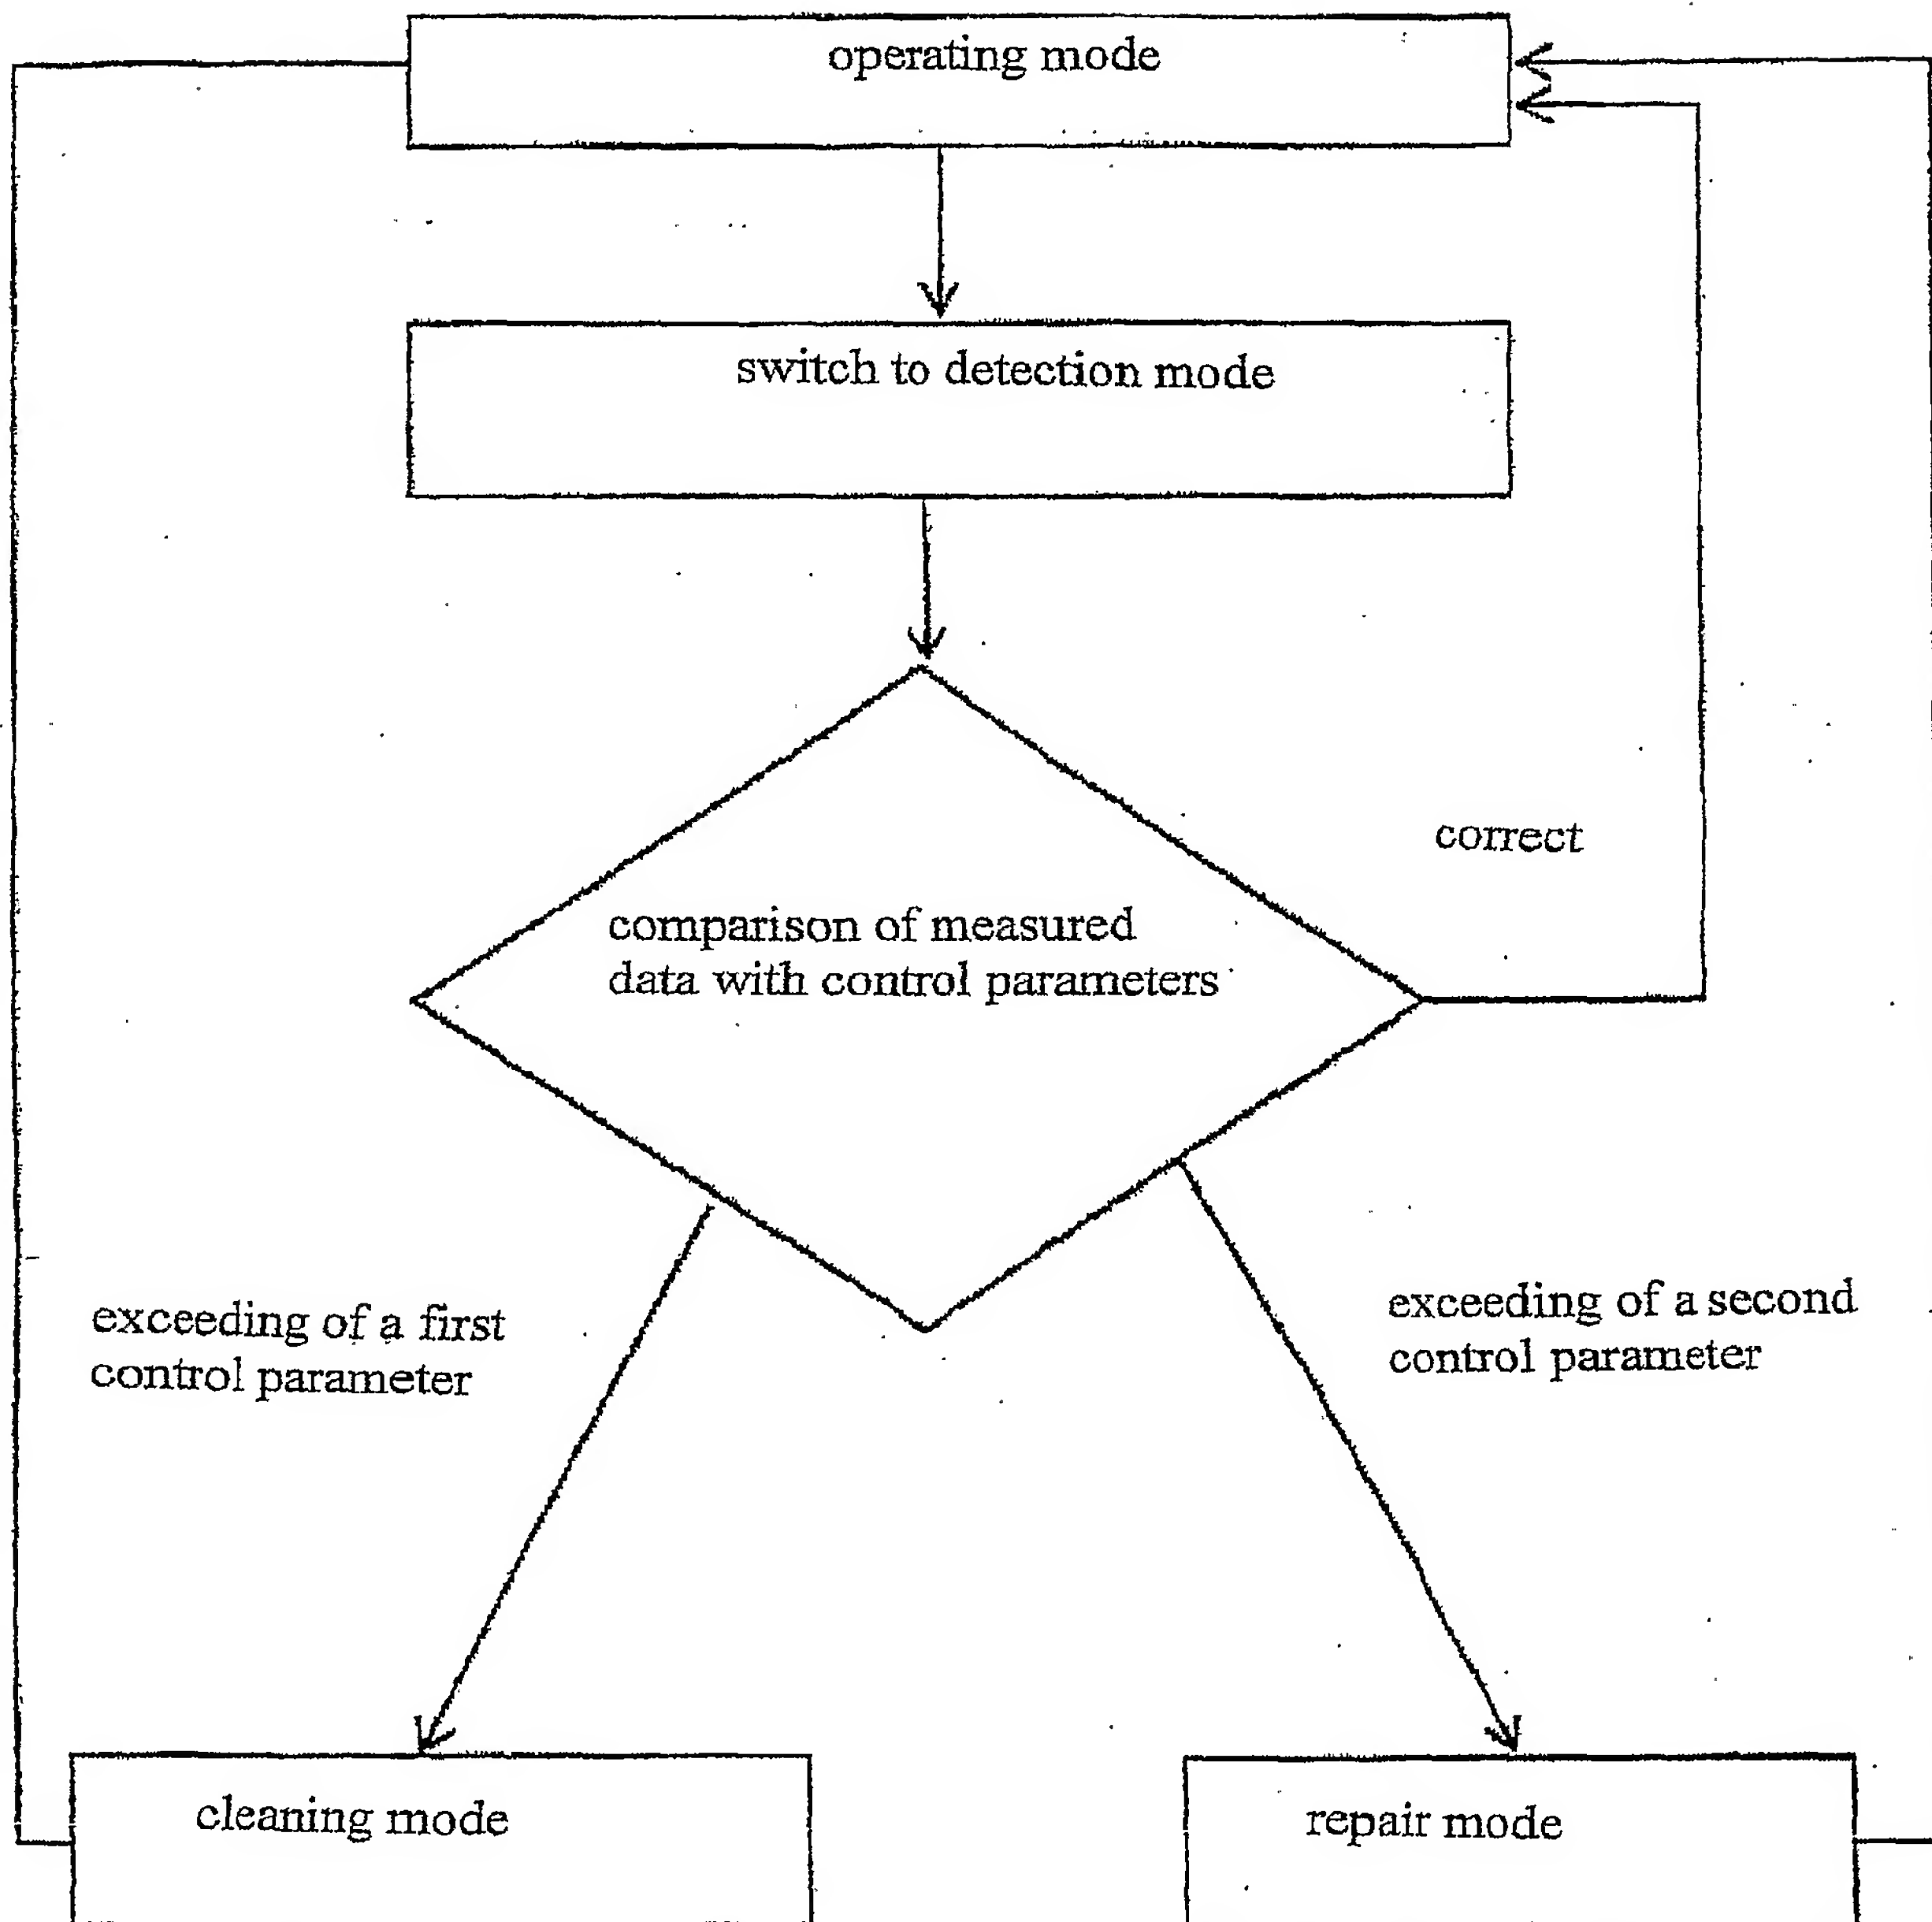 operating mode
switch to detection mode
correct
comparison of measured
data with control parameters
exceeding of a first
control parameter
exceeding of a second
control parameter
cleaning mode
repair mode